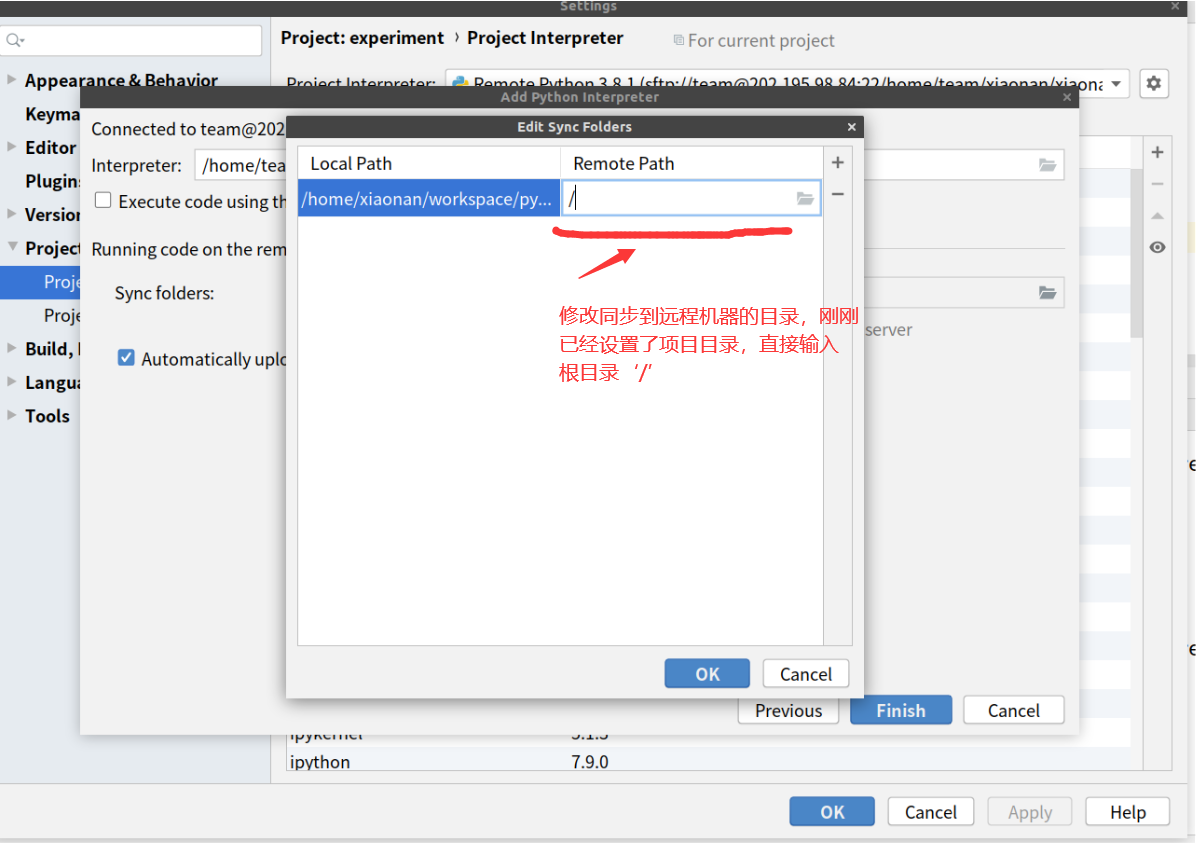 Settings
Project: experiment › Project Interpreter
For current project
Appearance & Behavior
Project Interpreter:
Remote Python 3.8.1 (sftp://team@202.195.98.84:22/home/team/xiaonan/xiaona
Add Python Interpreter
Keyma
Connected to team@202
Edit Sync Folders
Editor
Interpreter:
/home/tea
Local Path
Remote Path
Plugin
Execute code using th
/home/xiaonan/workspace/py...
/
Version
Project
Running code on the rem
Proje
Sync folders:
Proje
修改同步到远程机器的目录，刚刚
已经设置了项目目录，直接输入
根目录‘/’
server
Build,
Automatically uplo
Langua
Tools
OK
Cancel
Previous
Finish
Cancel
ipykernel
5.1.3
ipython
7.9.0
OK
Cancel
Apply
Help